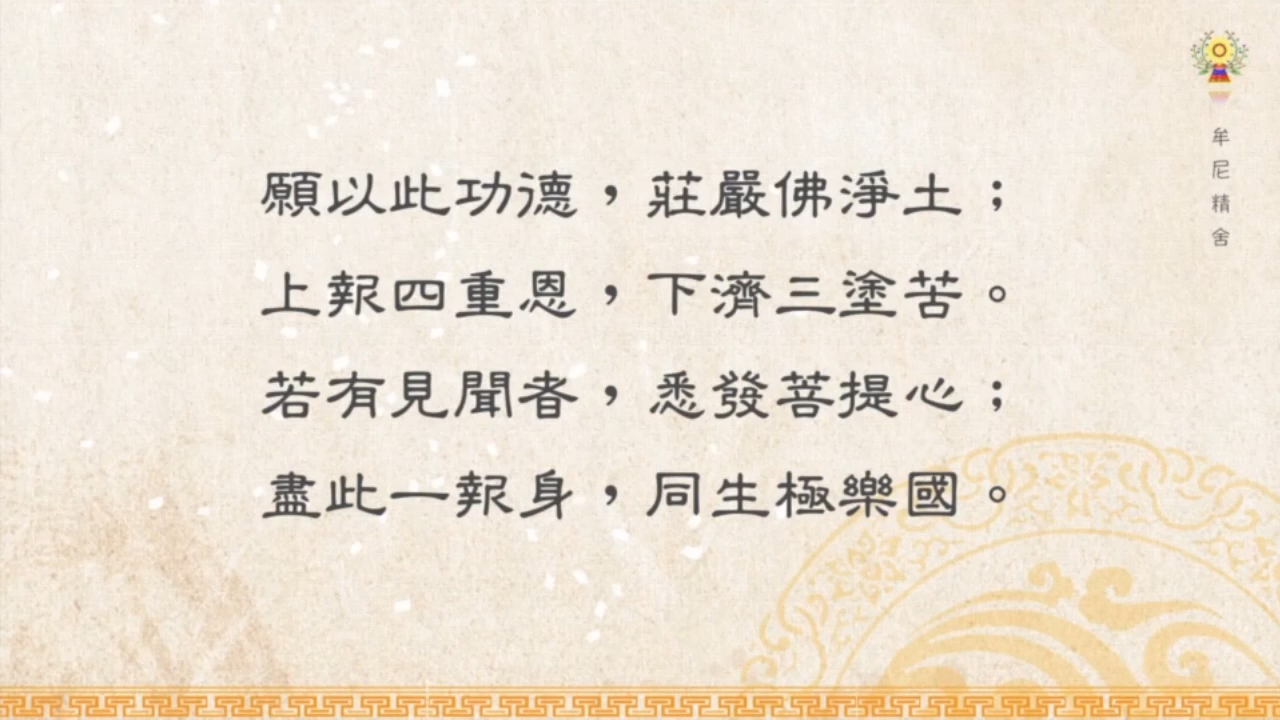 願以此功德，莊嚴佛淨土；
上報四重恩，下濟三塗苦。
若有見聞者，悉發菩提心；
盡此一報身，同生極樂國。
牟尼精舍